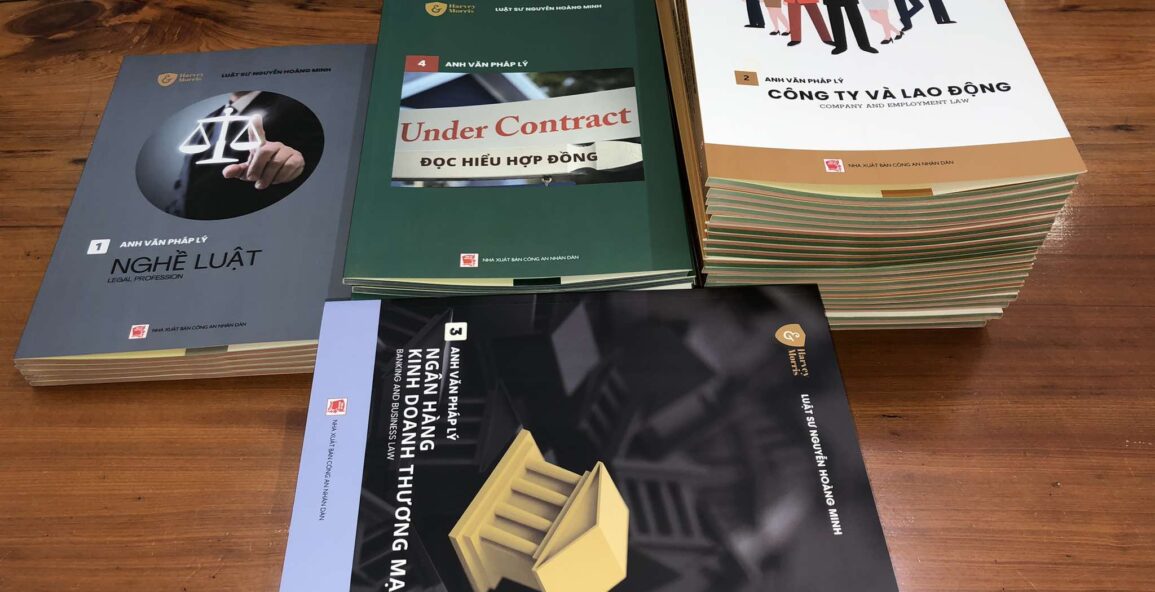 Harvey
Morris
LUẬT SƯ NGUYỄN HOÀNG MINH
1
ANH VĂN PHÁP LÝ
NGHỀ LUẬT
LEGAL PROFESSION
NHÀ XUẤT BẢN CÔNG AN NHÂN DÂN
Harvey
Morris
LUẬT SƯ NGUYỄN HOÀNG MINH
4
ANH VĂN PHÁP LÝ
Under Contract
ĐỌC HIỂU HỢP ĐỒNG
NHÀ XUẤT BẢN CÔNG AN NHÂN DÂN
2
ANH VĂN PHÁP LÝ
CÔNG TY VÀ LAO ĐỘNG
COMPANY AND EMPLOYMENT LAW
NHÀ XUẤT BẢN CÔNG AN NHÂN DÂN
Harvey
Morris
LUẬT SƯ NGUYỄN HOÀNG MINH
3
ANH VĂN PHÁP LÝ
NGÂN HÀNG
KINH DOANH THƯƠNG MẠ
BANKING AND BUSINESS LAW
NHÀ XUẤT BẢN CÔNG AN NHÂN DÂN